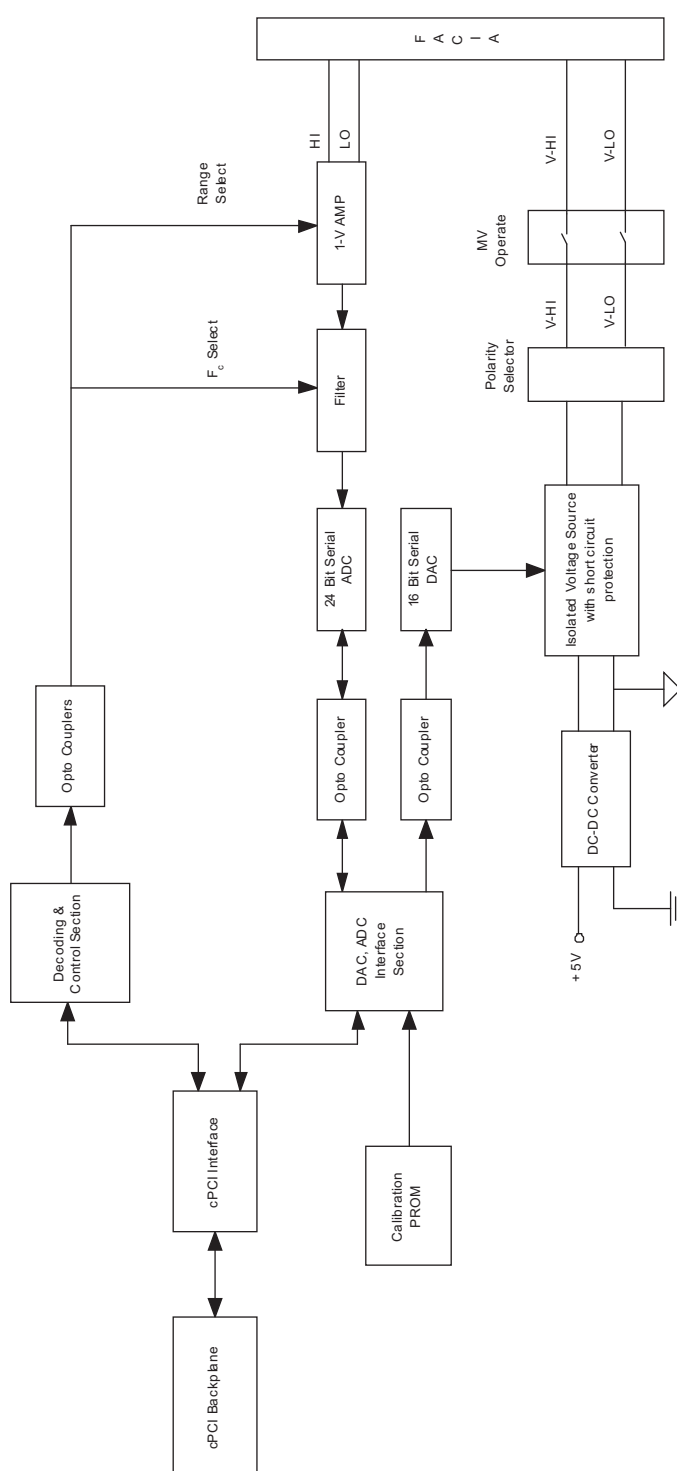 cPCI Backplane
cPCI Interface
Decoding &
Control Section
Opto Couplers
F_c Select
Range
Select
Calibration
PROM
DAC, ADC
Interface
Section
Opto Coupler
24 Bit Serial
ADC
Filter
1-V AMP
HI
LO
Opto Coupler
16 Bit Serial
DAC
F A C I A
+5V
DC-DC Converter
Isolated Voltage Source
with short circuit
protection
Polarity
Selector
V-HI
V-LO
MV
Operate
V-HI
V-LO